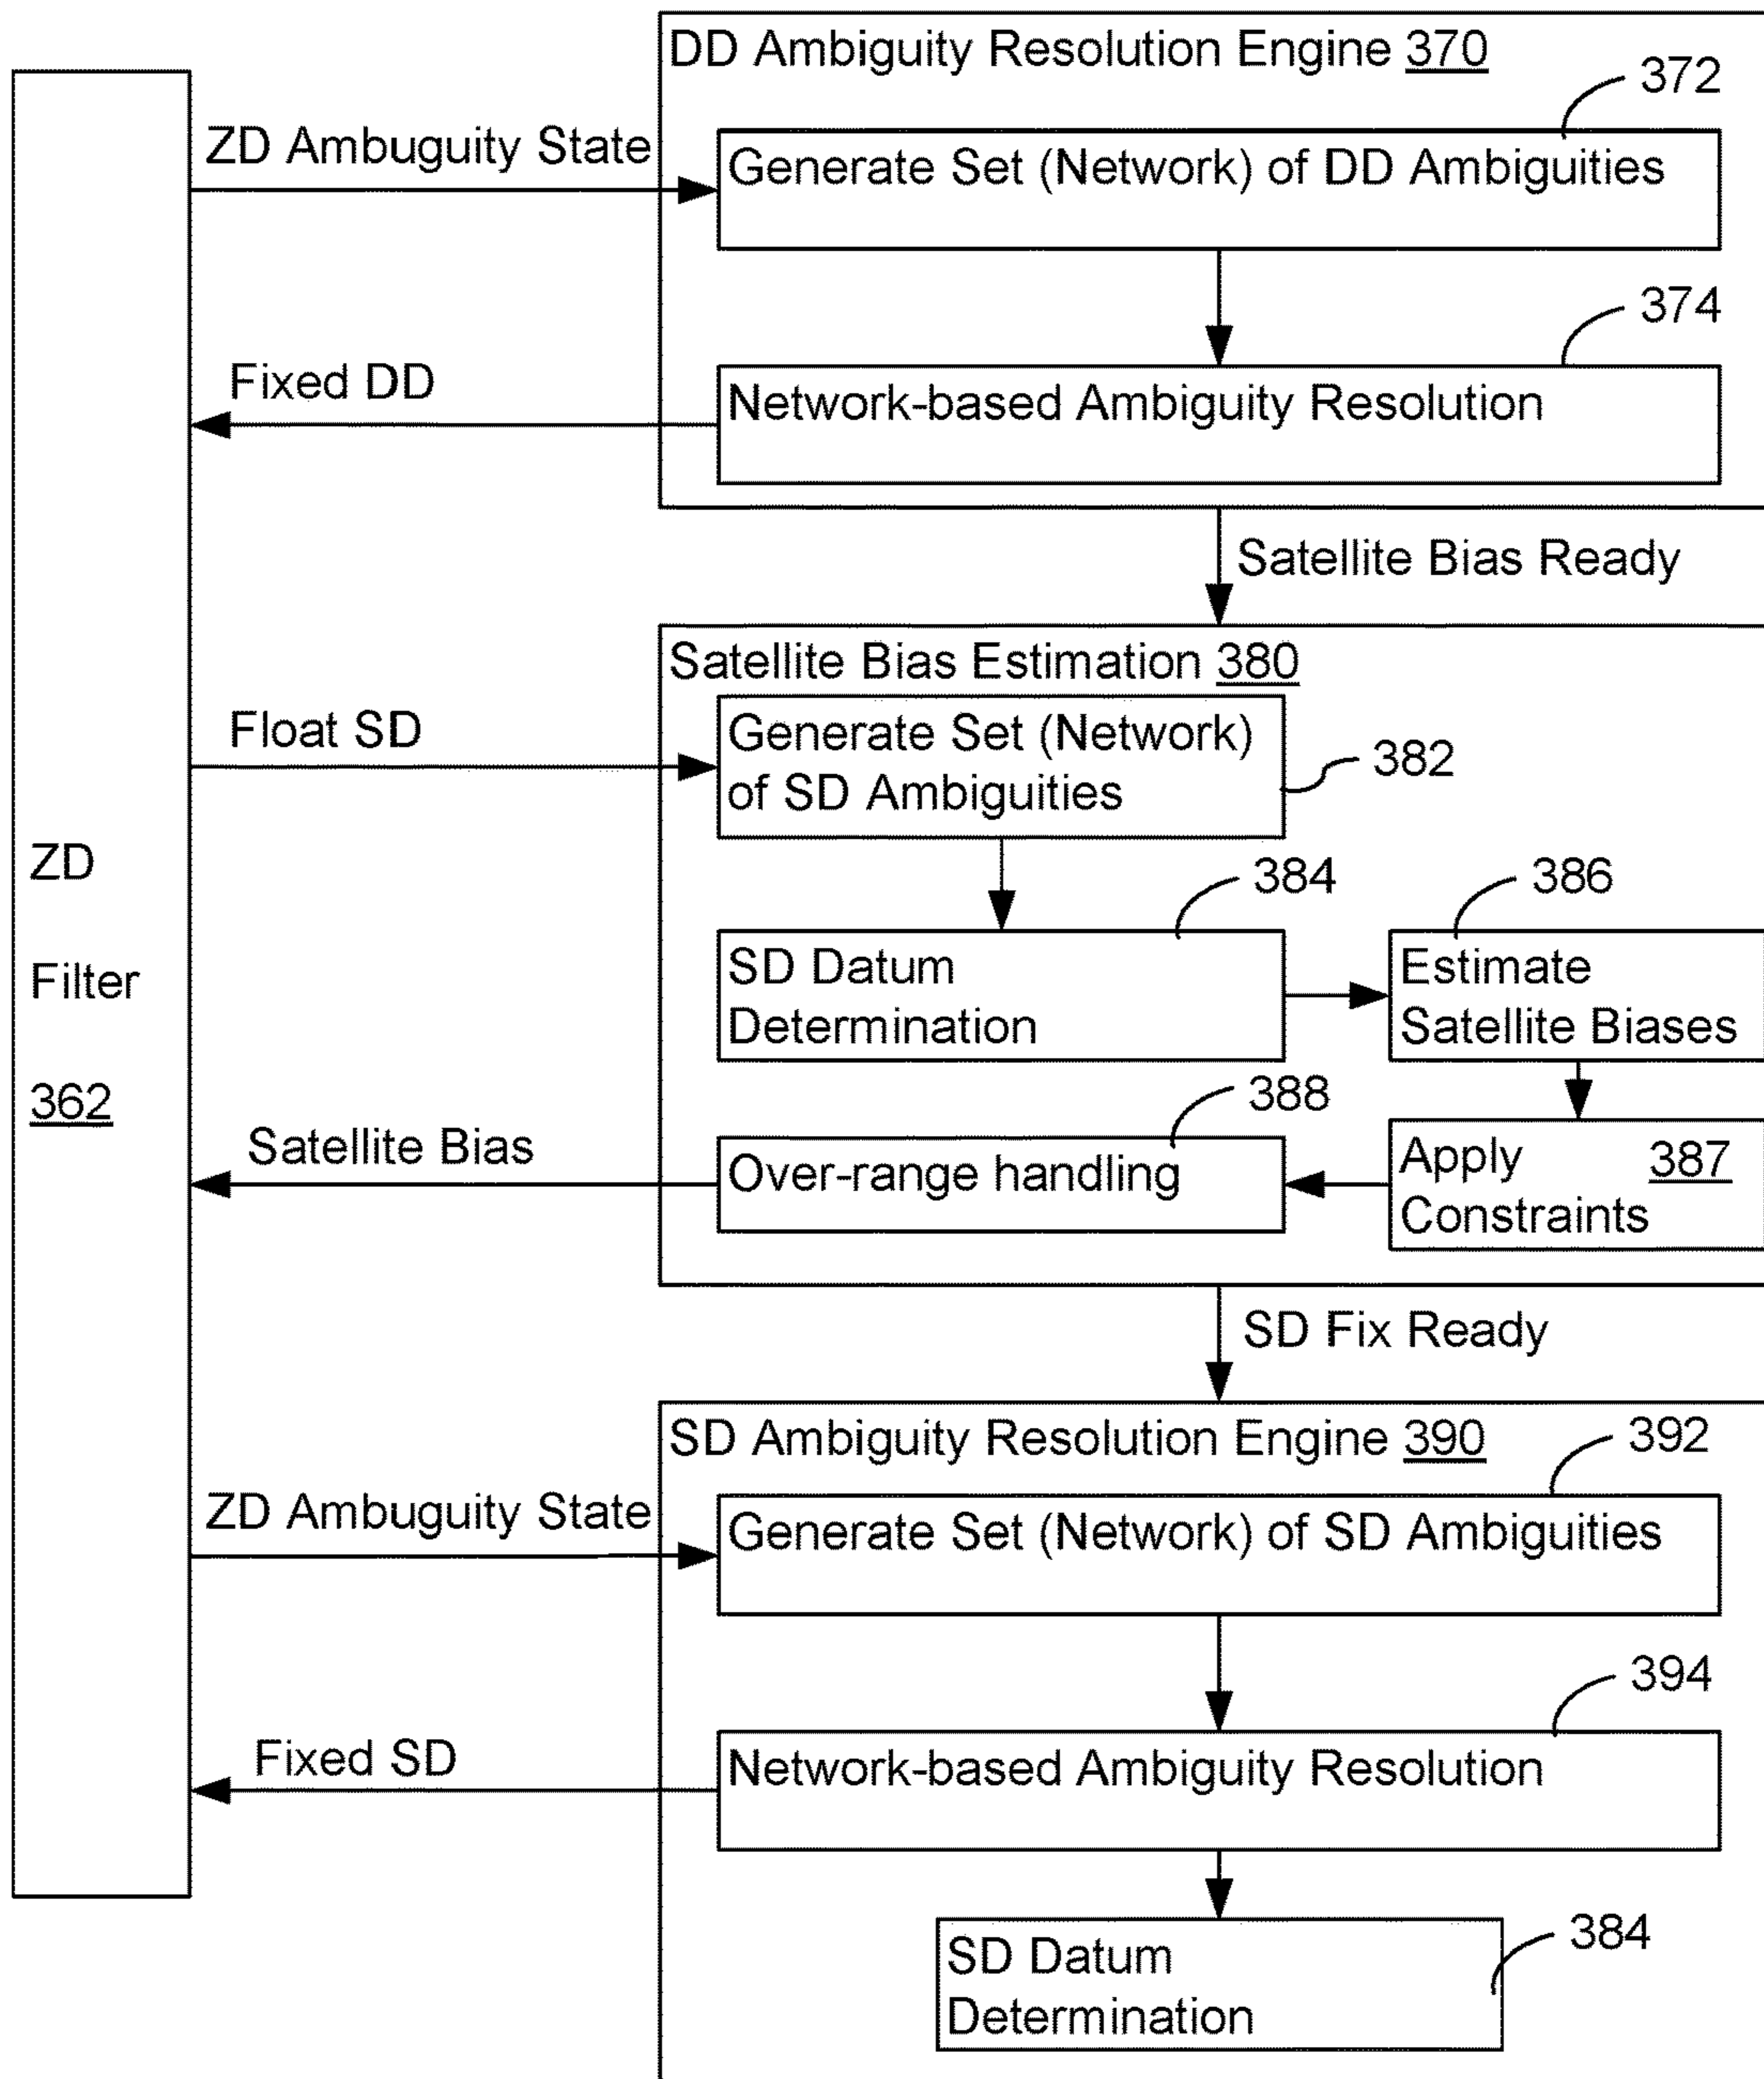 DD Ambiguity Resolution Engine 370
372
ZD Ambuguity State
Generate Set (Network) of DD Ambiguities
374
Fixed DD
Network-based Ambiguity Resolution
Satellite Bias Ready
Satellite Bias Estimation 380
Float SD
Generate Set (Network)
of SD Ambiguities
382
ZD
Filter
362
384
386
SD Datum
Determination
Estimate
Satellite Biases
388
Satellite Bias
Over-range handling
Apply 387
Constraints
SD Fix Ready
SD Ambiguity Resolution Engine 390
392
ZD Ambuguity State
Generate Set (Network) of SD Ambiguities
394
Fixed SD
Network-based Ambiguity Resolution
384
SD Datum
Determination